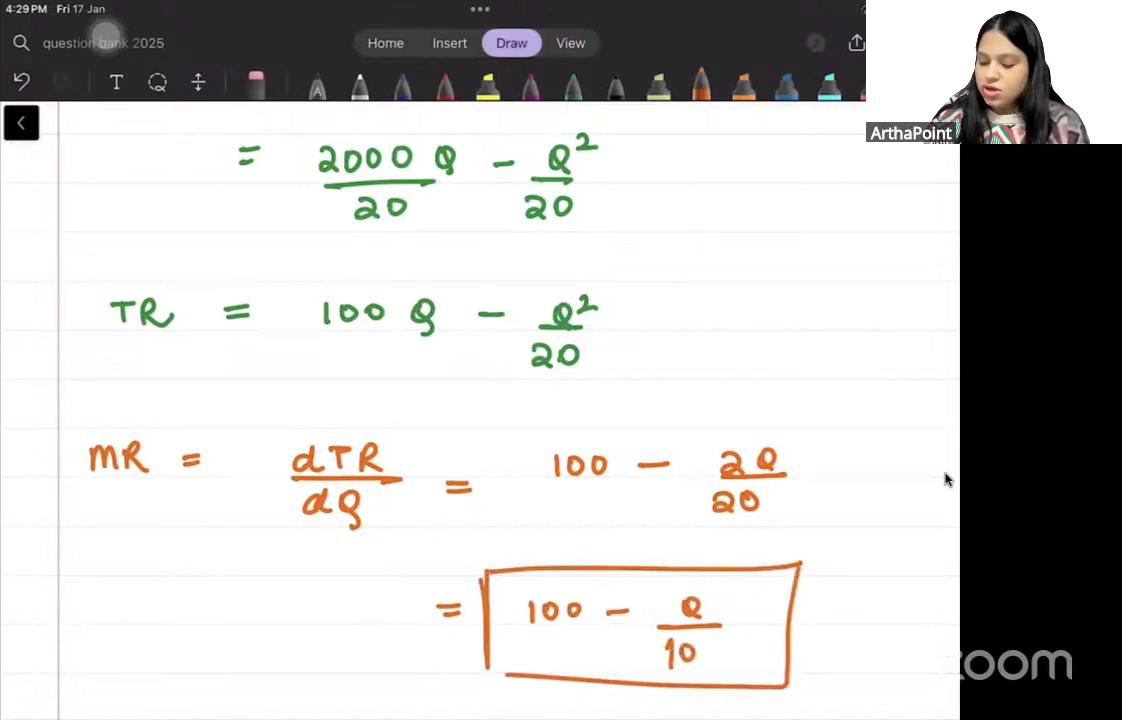 4:29 PM Fri 17 Jan
question bank 2025
Home Insert Draw View
T
A
ArthaPoint
= 2000 Q / 20 - Q² / 20
TR = 100 Q - Q² / 20
MR = dTR / dQ = 100 - 2Q / 20
= 100 - Q / 10
zoom